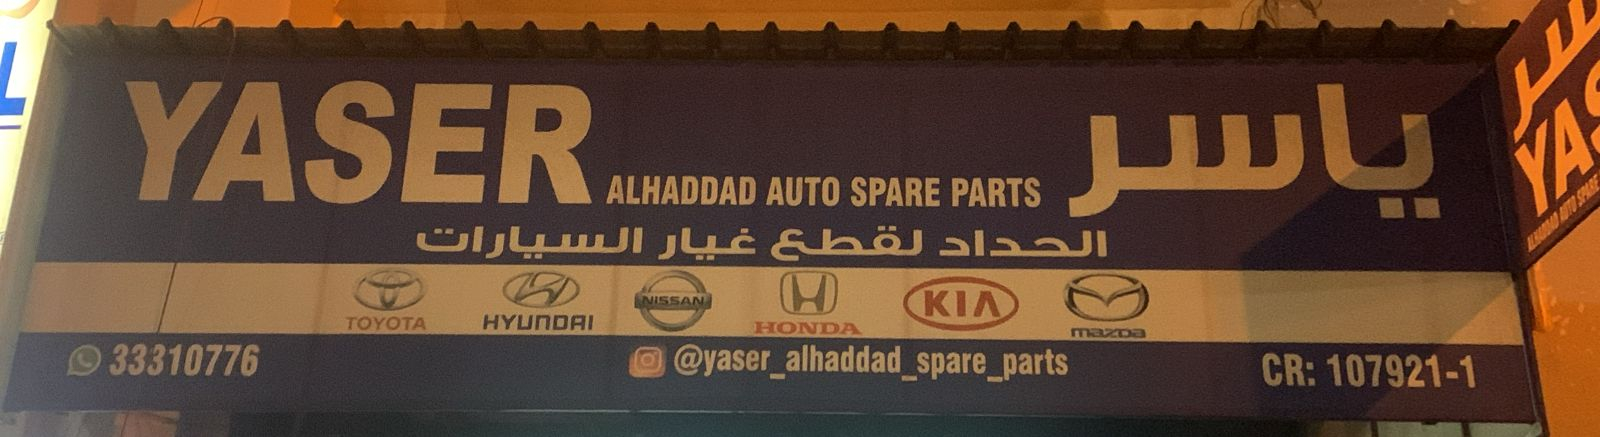 YASER ALHADDAD AUTO SPARE PARTS ياسر
الحداد لقطع غيار السيارات
TOYOTA HYUNDAI NISSAN HONDA KIA mazda
33310776 @yaser_alhaddad_spare_parts CR: 107921-1